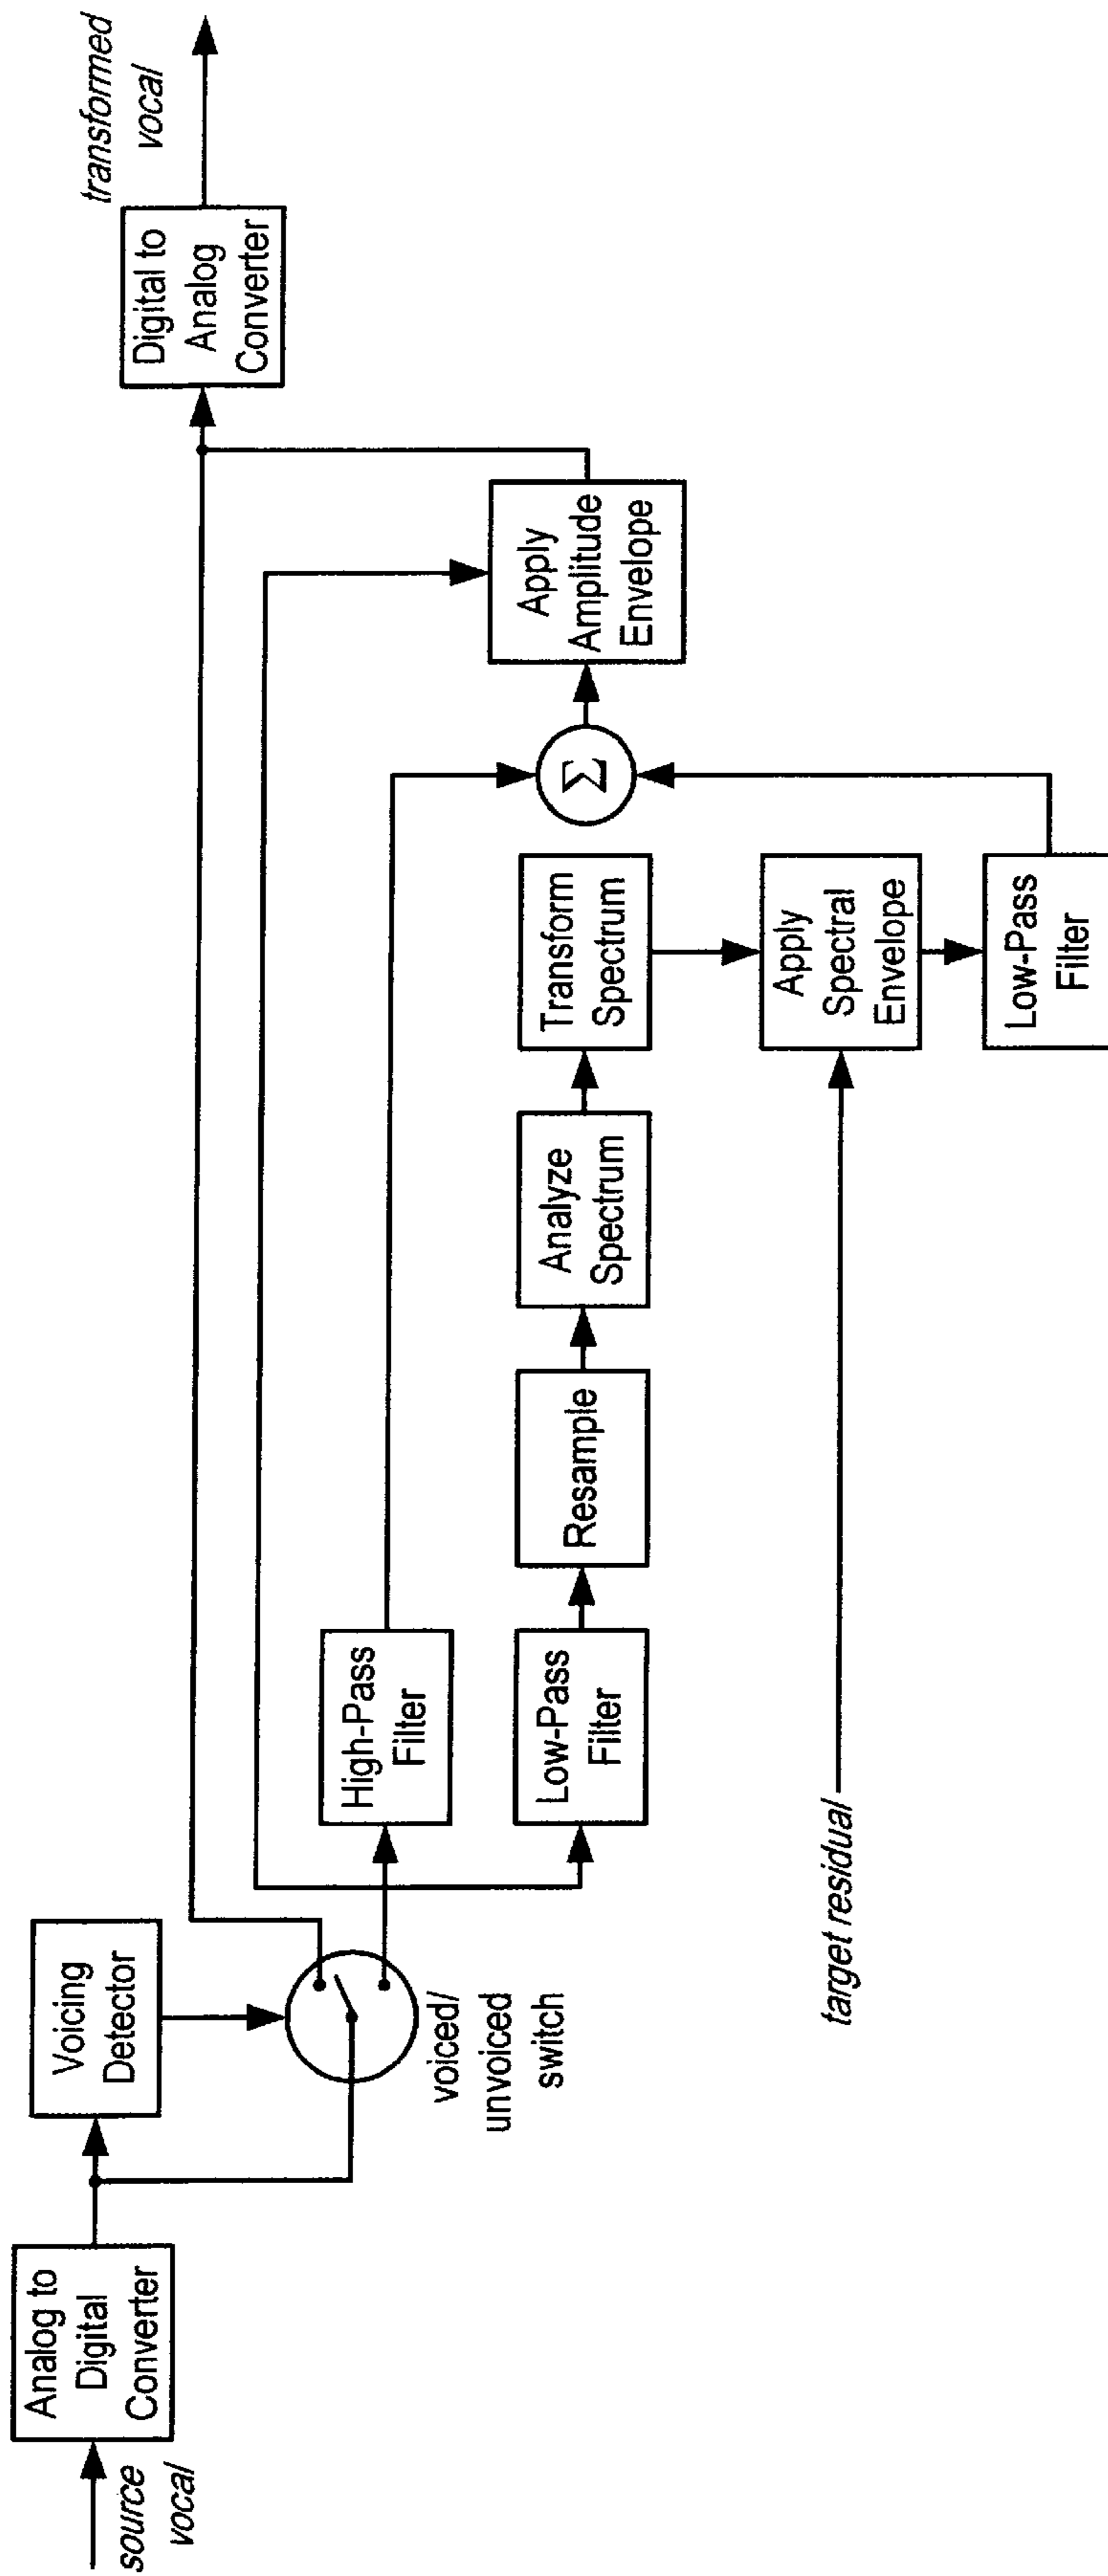 source
vocal
Analog to
Digital
Converter
Voicing
Detector
voiced/
unvoiced
switch
High-Pass
Filter
Low-Pass
Filter
Resample
Analyze
Spectrum
Transform
Spectrum
target residual
Apply
Spectral
Envelope
Low-Pass
Filter
Σ
Apply
Amplitude
Envelope
Digital to
Analog
Converter
transformed
vocal